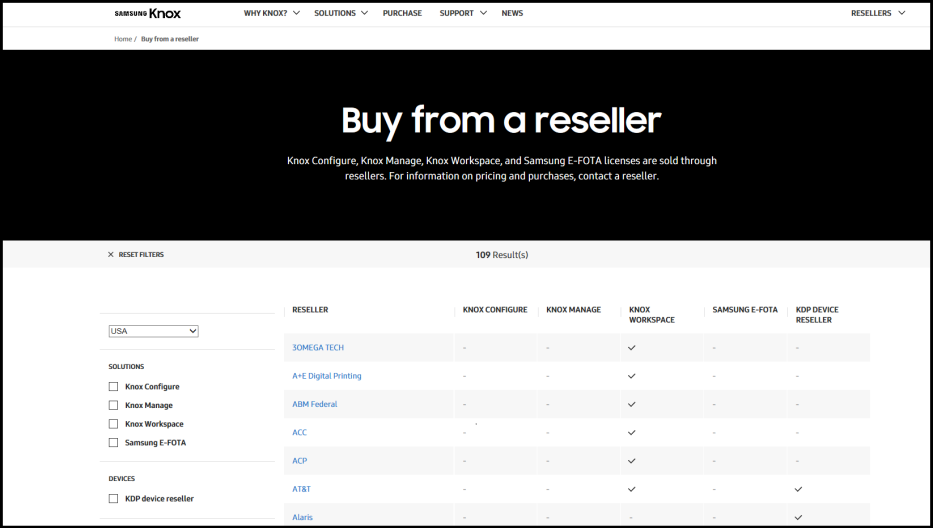 SAMSUNG Knox WHY KNOX? SOLUTIONS PURCHASE SUPPORT NEWS RESELLERS
Home / Buy from a reseller
Buy from a reseller
Knox Configure, Knox Manage, Knox Workspace, and Samsung E-FOTA licenses are sold through
resellers. For information on pricing and purchases, contact a reseller.
× RESET FILTERS 109 Result(s)
RESELLER KNOX CONFIGURE KNOX MANAGE KNOX WORKSPACE SAMSUNG E-FOTA KDP DEVICE RESELLER
USA
SOLUTIONS
Knox Configure
Knox Manage
Knox Workspace
Samsung E-FOTA
DEVICES
KDP device reseller
3OMEGA TECH - - ✓ - -
A+E Digital Printing - - ✓ - -
ABM Federal - - ✓ - -
ACC - - ✓ - -
ACP - - ✓ - -
AT&T - - ✓ - ✓
Alaris - - - - ✓